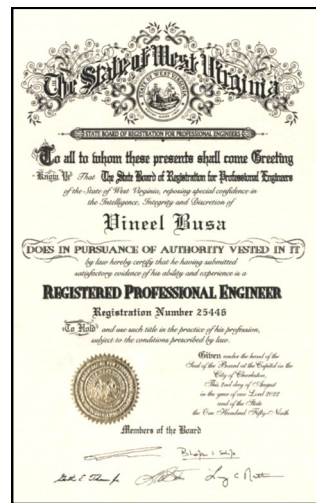 The State of West Virginia
STATE OF WEST VIRGINIA
STATE BOARD OF REGISTRATION FOR PROFESSIONAL ENGINEERS
To all to whom these presents shall come Greeting
Know Ye That The State Board of Registration for Professional Engineers
of the State of West Virginia, reposing special confidence in
the Intelligence, Integrity and Discretion of
Vineel Busa
DOES IN PURSUANCE OF AUTHORITY VESTED IN IT
by law hereby certify that he having submitted
satisfactory evidence of his ability and experience is a
REGISTERED PROFESSIONAL ENGINEER
Registration Number 25446
To Hold and use such title in the practice of his profession,
subject to the conditions prescribed by law.
Given under the hand of the
Seal of the Board at the Capitol in the
City of Charleston,
This 2nd day of August
in the year of our Lord 2022
and of the State
the One Hundred Fifty-Ninth
Members of the Board